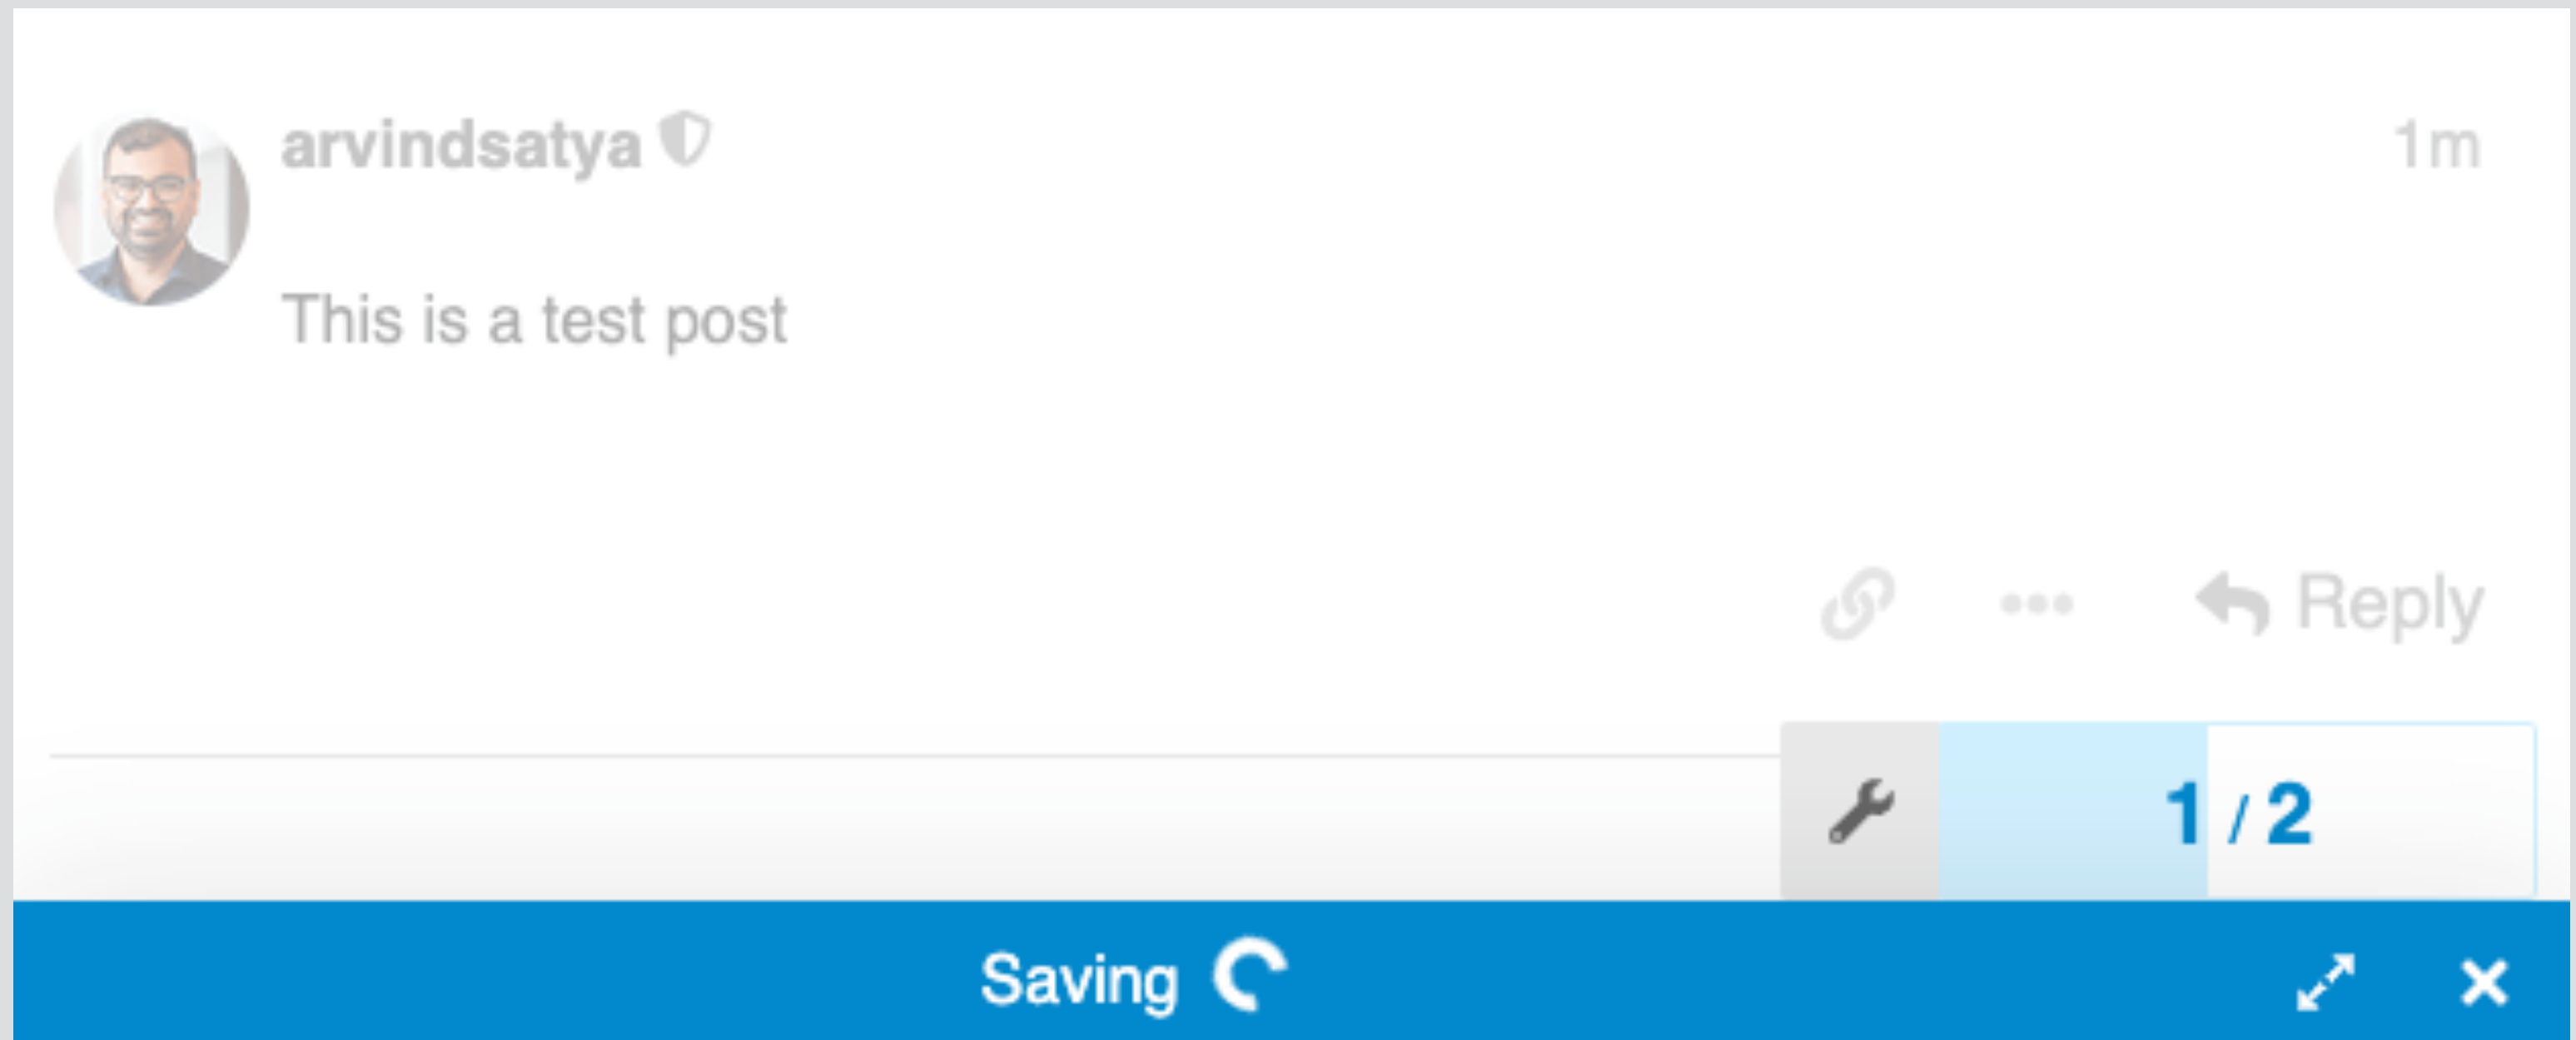 arvindsatya 1m
This is a test post
Reply
1 / 2
Saving